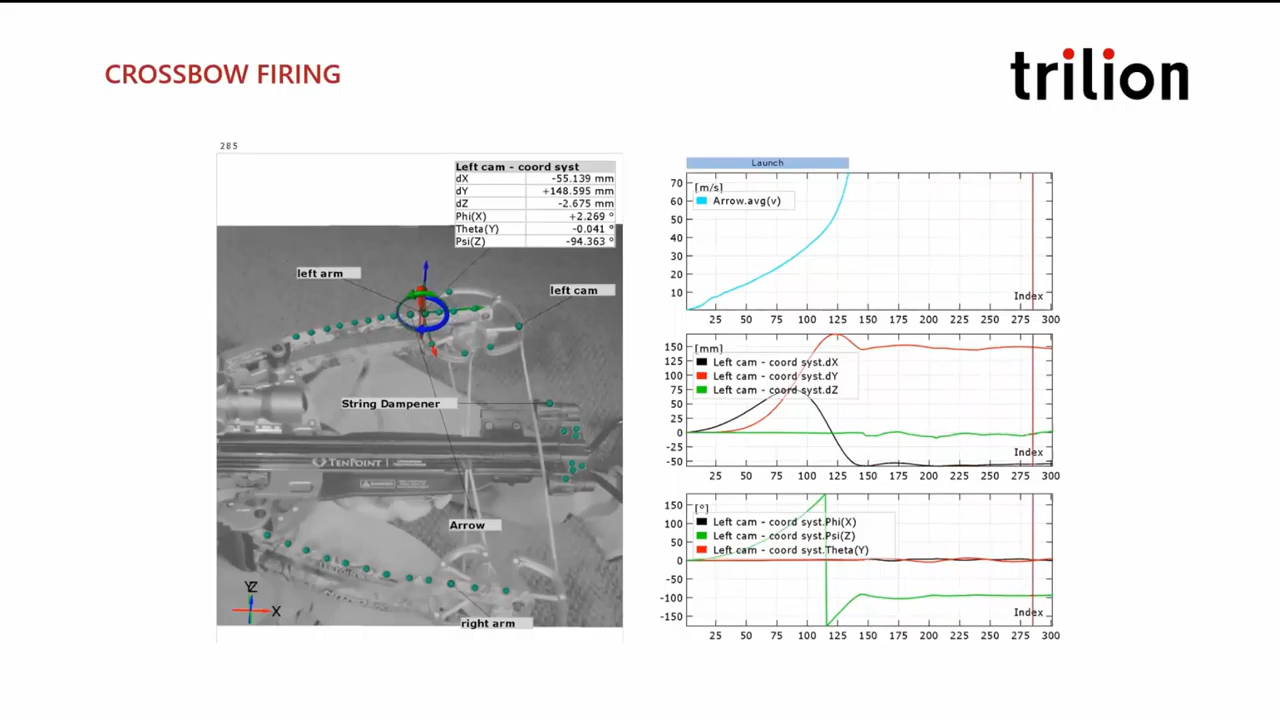 CROSSBOW FIRING
trilion
285
Left cam - coord syst
dX -55.139 mm
dY +148.595 mm
dZ -2.675 mm
Phi(X) +2.269 °
Theta(Y) -0.041 °
Psi(Z) -94.363 °
left arm
left cam
String Dampener
TENPOINT
WARNING
Arrow
right arm
Y Z
X
Launch
[m/s]
Arrow.avg(v)
70
60
50
40
30
20
10
Index
25 50 75 100 125 150 175 200 225 250 275 300
[mm]
Left cam - coord syst.dX
Left cam - coord syst.dY
Left cam - coord syst.dZ
150
125
100
75
50
25
0
-25
-50
Index
25 50 75 100 125 150 175 200 225 250 275 300
[°]
Left cam - coord syst.Phi(X)
Left cam - coord syst.Psi(Z)
Left cam - coord syst.Theta(Y)
150
100
50
0
-50
-100
-150
Index
25 50 75 100 125 150 175 200 225 250 275 300